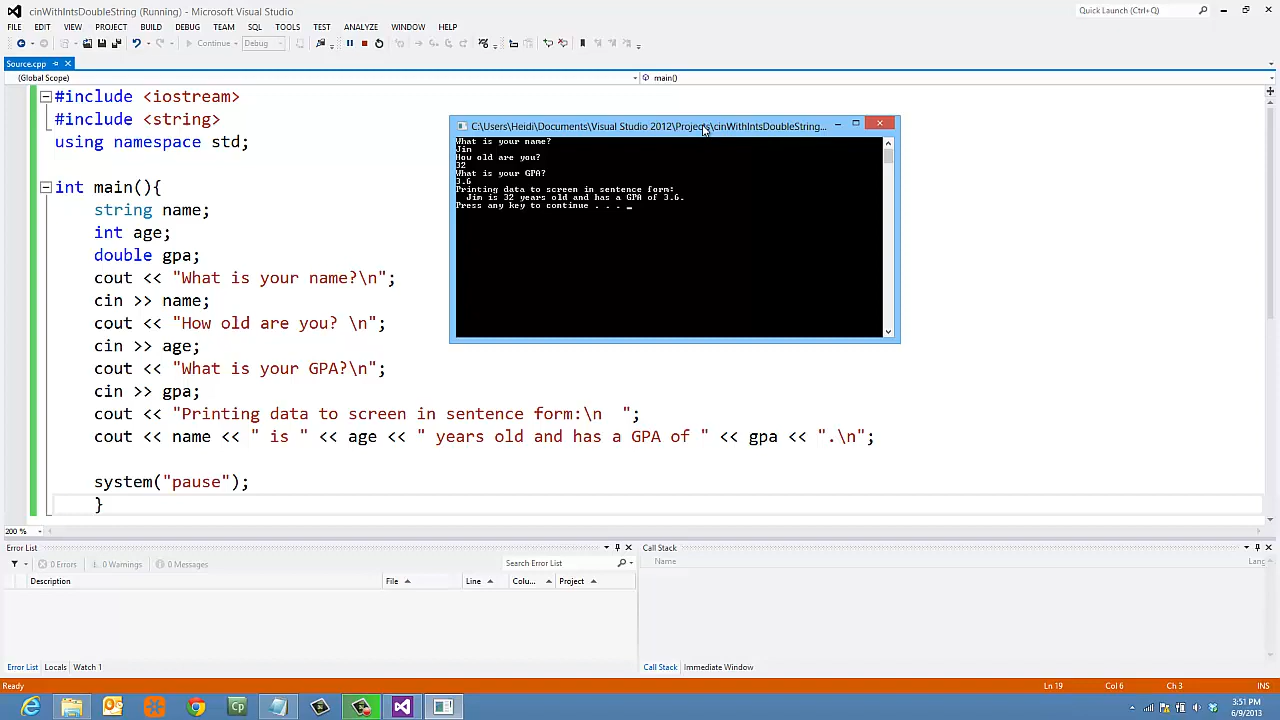 cinWithIntsDoubleString (Running) - Microsoft Visual Studio
Quick Launch (Ctrl+Q)
FILE EDIT VIEW PROJECT BUILD DEBUG TEAM SQL TOOLS TEST ANALYZE WINDOW HELP
Continue Debug
Source.cpp
(Global Scope) main()
#include <iostream>
#include <string>
using namespace std;
int main(){
string name;
int age;
double gpa;
cout << "What is your name?\n";
cin >> name;
cout << "How old are you? \n";
cin >> age;
cout << "What is your GPA?\n";
cin >> gpa;
cout << "Printing data to screen in sentence form:\n  ";
cout << name << " is " << age << " years old and has a GPA of " << gpa << ".\n";
system("pause");
}
C:\Users\Heidi\Documents\Visual Studio 2012\Projects\cinWithIntsDoubleString...
What is your name?
Jim
How old are you?
32
What is your GPA?
3.6
Printing data to screen in sentence form:
Jim is 32 years old and has a GPA of 3.6.
Press any key to continue . . . _
200 %
Error List
0 Errors 0 Warnings 0 Messages Search Error List
Description File Line Colu... Project
Error List Locals Watch 1
Call Stack
Name Lang
Call Stack Immediate Window
Ready Ln 19 Col 6 Ch 3 INS
Cp
3:51 PM
6/9/2013